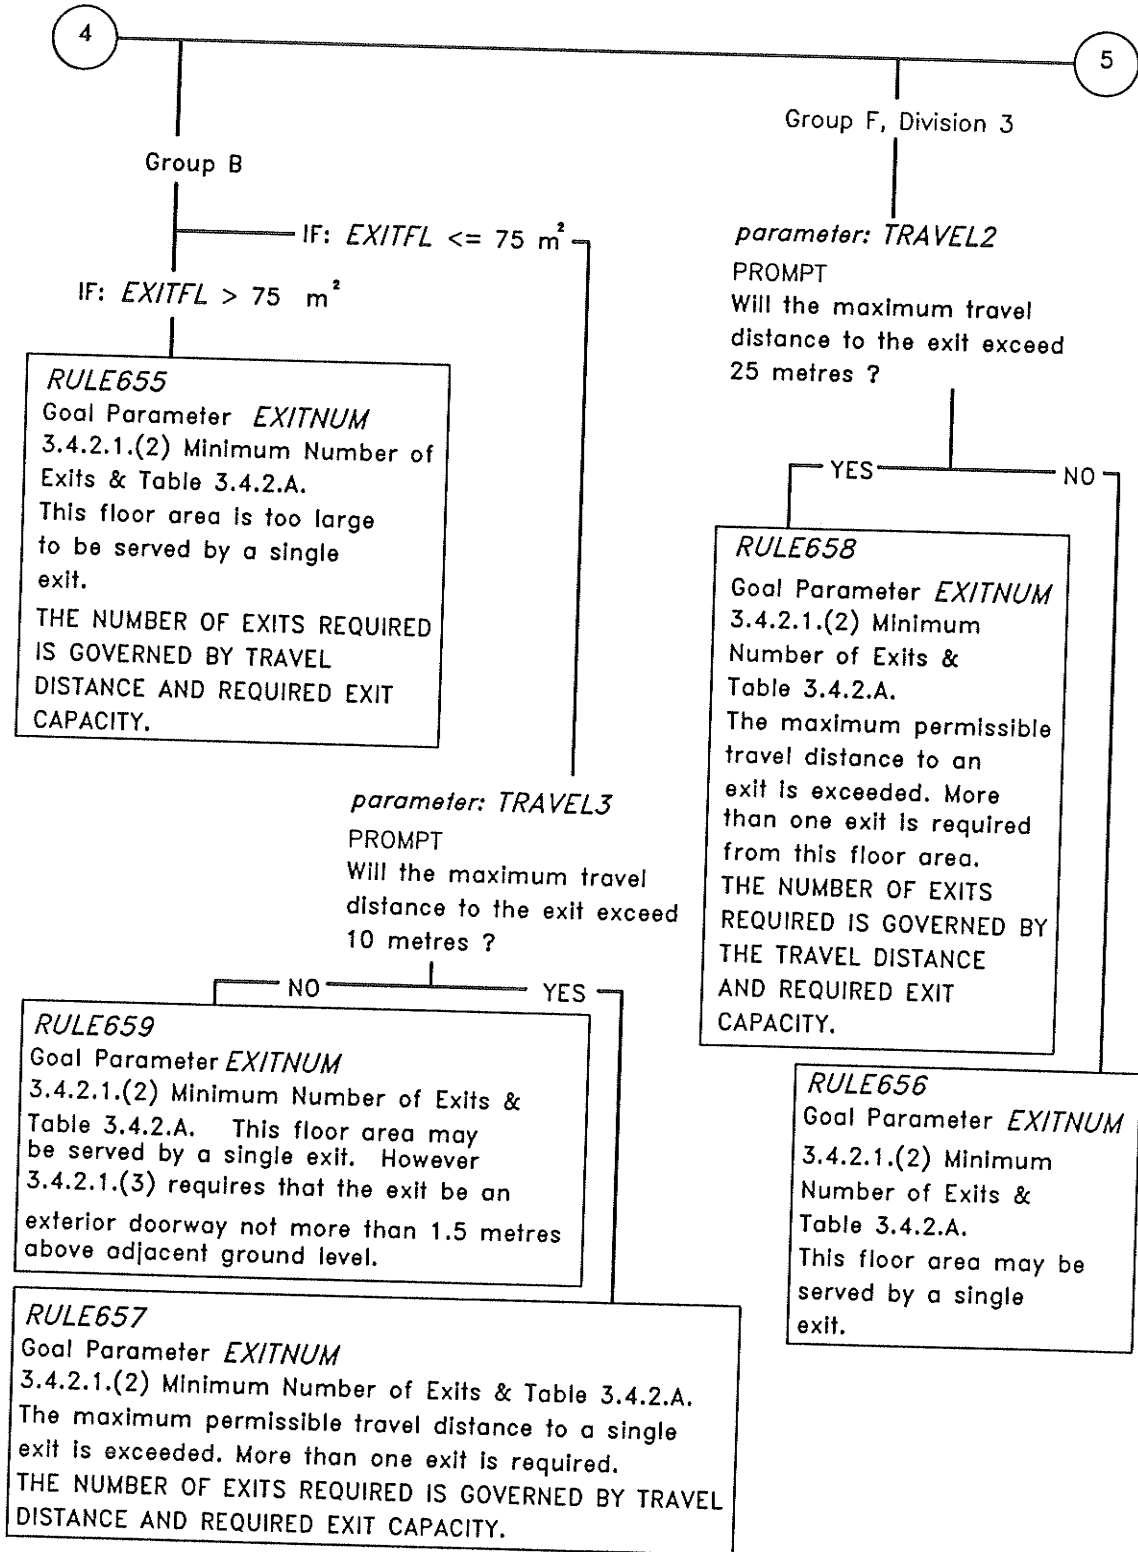 4
5
Group B
IF: EXITFL <= 75 m²
IF: EXITFL > 75 m²
RULE655
Goal Parameter EXITNUM
3.4.2.1.(2) Minimum Number of
Exits & Table 3.4.2.A.
This floor area is too large
to be served by a single
exit.
THE NUMBER OF EXITS REQUIRED
IS GOVERNED BY TRAVEL
DISTANCE AND REQUIRED EXIT
CAPACITY.
parameter: TRAVEL3
PROMPT
Will the maximum travel
distance to the exit exceed
10 metres ?
NO
YES
RULE659
Goal Parameter EXITNUM
3.4.2.1.(2) Minimum Number of Exits &
Table 3.4.2.A. This floor area may
be served by a single exit. However
3.4.2.1.(3) requires that the exit be an
exterior doorway not more than 1.5 metres
above adjacent ground level.
RULE657
Goal Parameter EXITNUM
3.4.2.1.(2) Minimum Number of Exits & Table 3.4.2.A.
The maximum permissible travel distance to a single
exit is exceeded. More than one exit is required.
THE NUMBER OF EXITS REQUIRED IS GOVERNED BY TRAVEL
DISTANCE AND REQUIRED EXIT CAPACITY.
Group F, Division 3
parameter: TRAVEL2
PROMPT
Will the maximum travel
distance to the exit exceed
25 metres ?
YES
NO
RULE658
Goal Parameter EXITNUM
3.4.2.1.(2) Minimum
Number of Exits &
Table 3.4.2.A.
The maximum permissible
travel distance to an
exit is exceeded. More
than one exit is required
from this floor area.
THE NUMBER OF EXITS
REQUIRED IS GOVERNED BY
THE TRAVEL DISTANCE
AND REQUIRED EXIT
CAPACITY.
RULE656
Goal Parameter EXITNUM
3.4.2.1.(2) Minimum
Number of Exits &
Table 3.4.2.A.
This floor area may be
served by a single
exit.